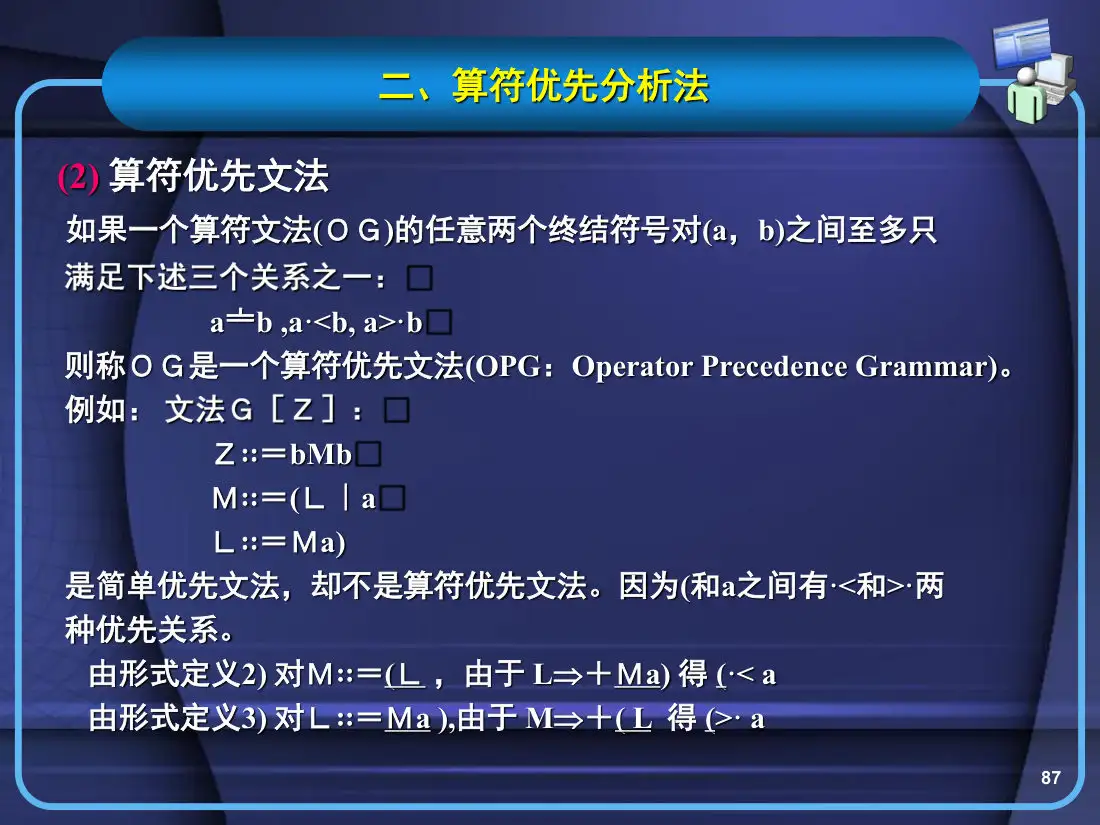 二、算符优先分析法
(2) 算符优先文法
如果一个算符文法(ＯＧ)的任意两个终结符号对(a，b)之间至多只
满足下述三个关系之一：□
a≐b ,a·<b, a>·b□
则称ＯＧ是一个算符优先文法(OPG：Operator Precedence Grammar)。
例如： 文法Ｇ［Ｚ］：□
Ｚ∷＝bMb□
Ｍ∷＝(Ｌ｜a□
Ｌ∷＝Ｍa)
是简单优先文法，却不是算符优先文法。因为(和a之间有·<和>·两
种优先关系。
由形式定义2) 对Ｍ∷＝(Ｌ ，由于 L⇒＋Ｍa) 得 (·< a
由形式定义3) 对Ｌ∷＝Ｍa ),由于 M⇒＋( L 得 (>· a
87